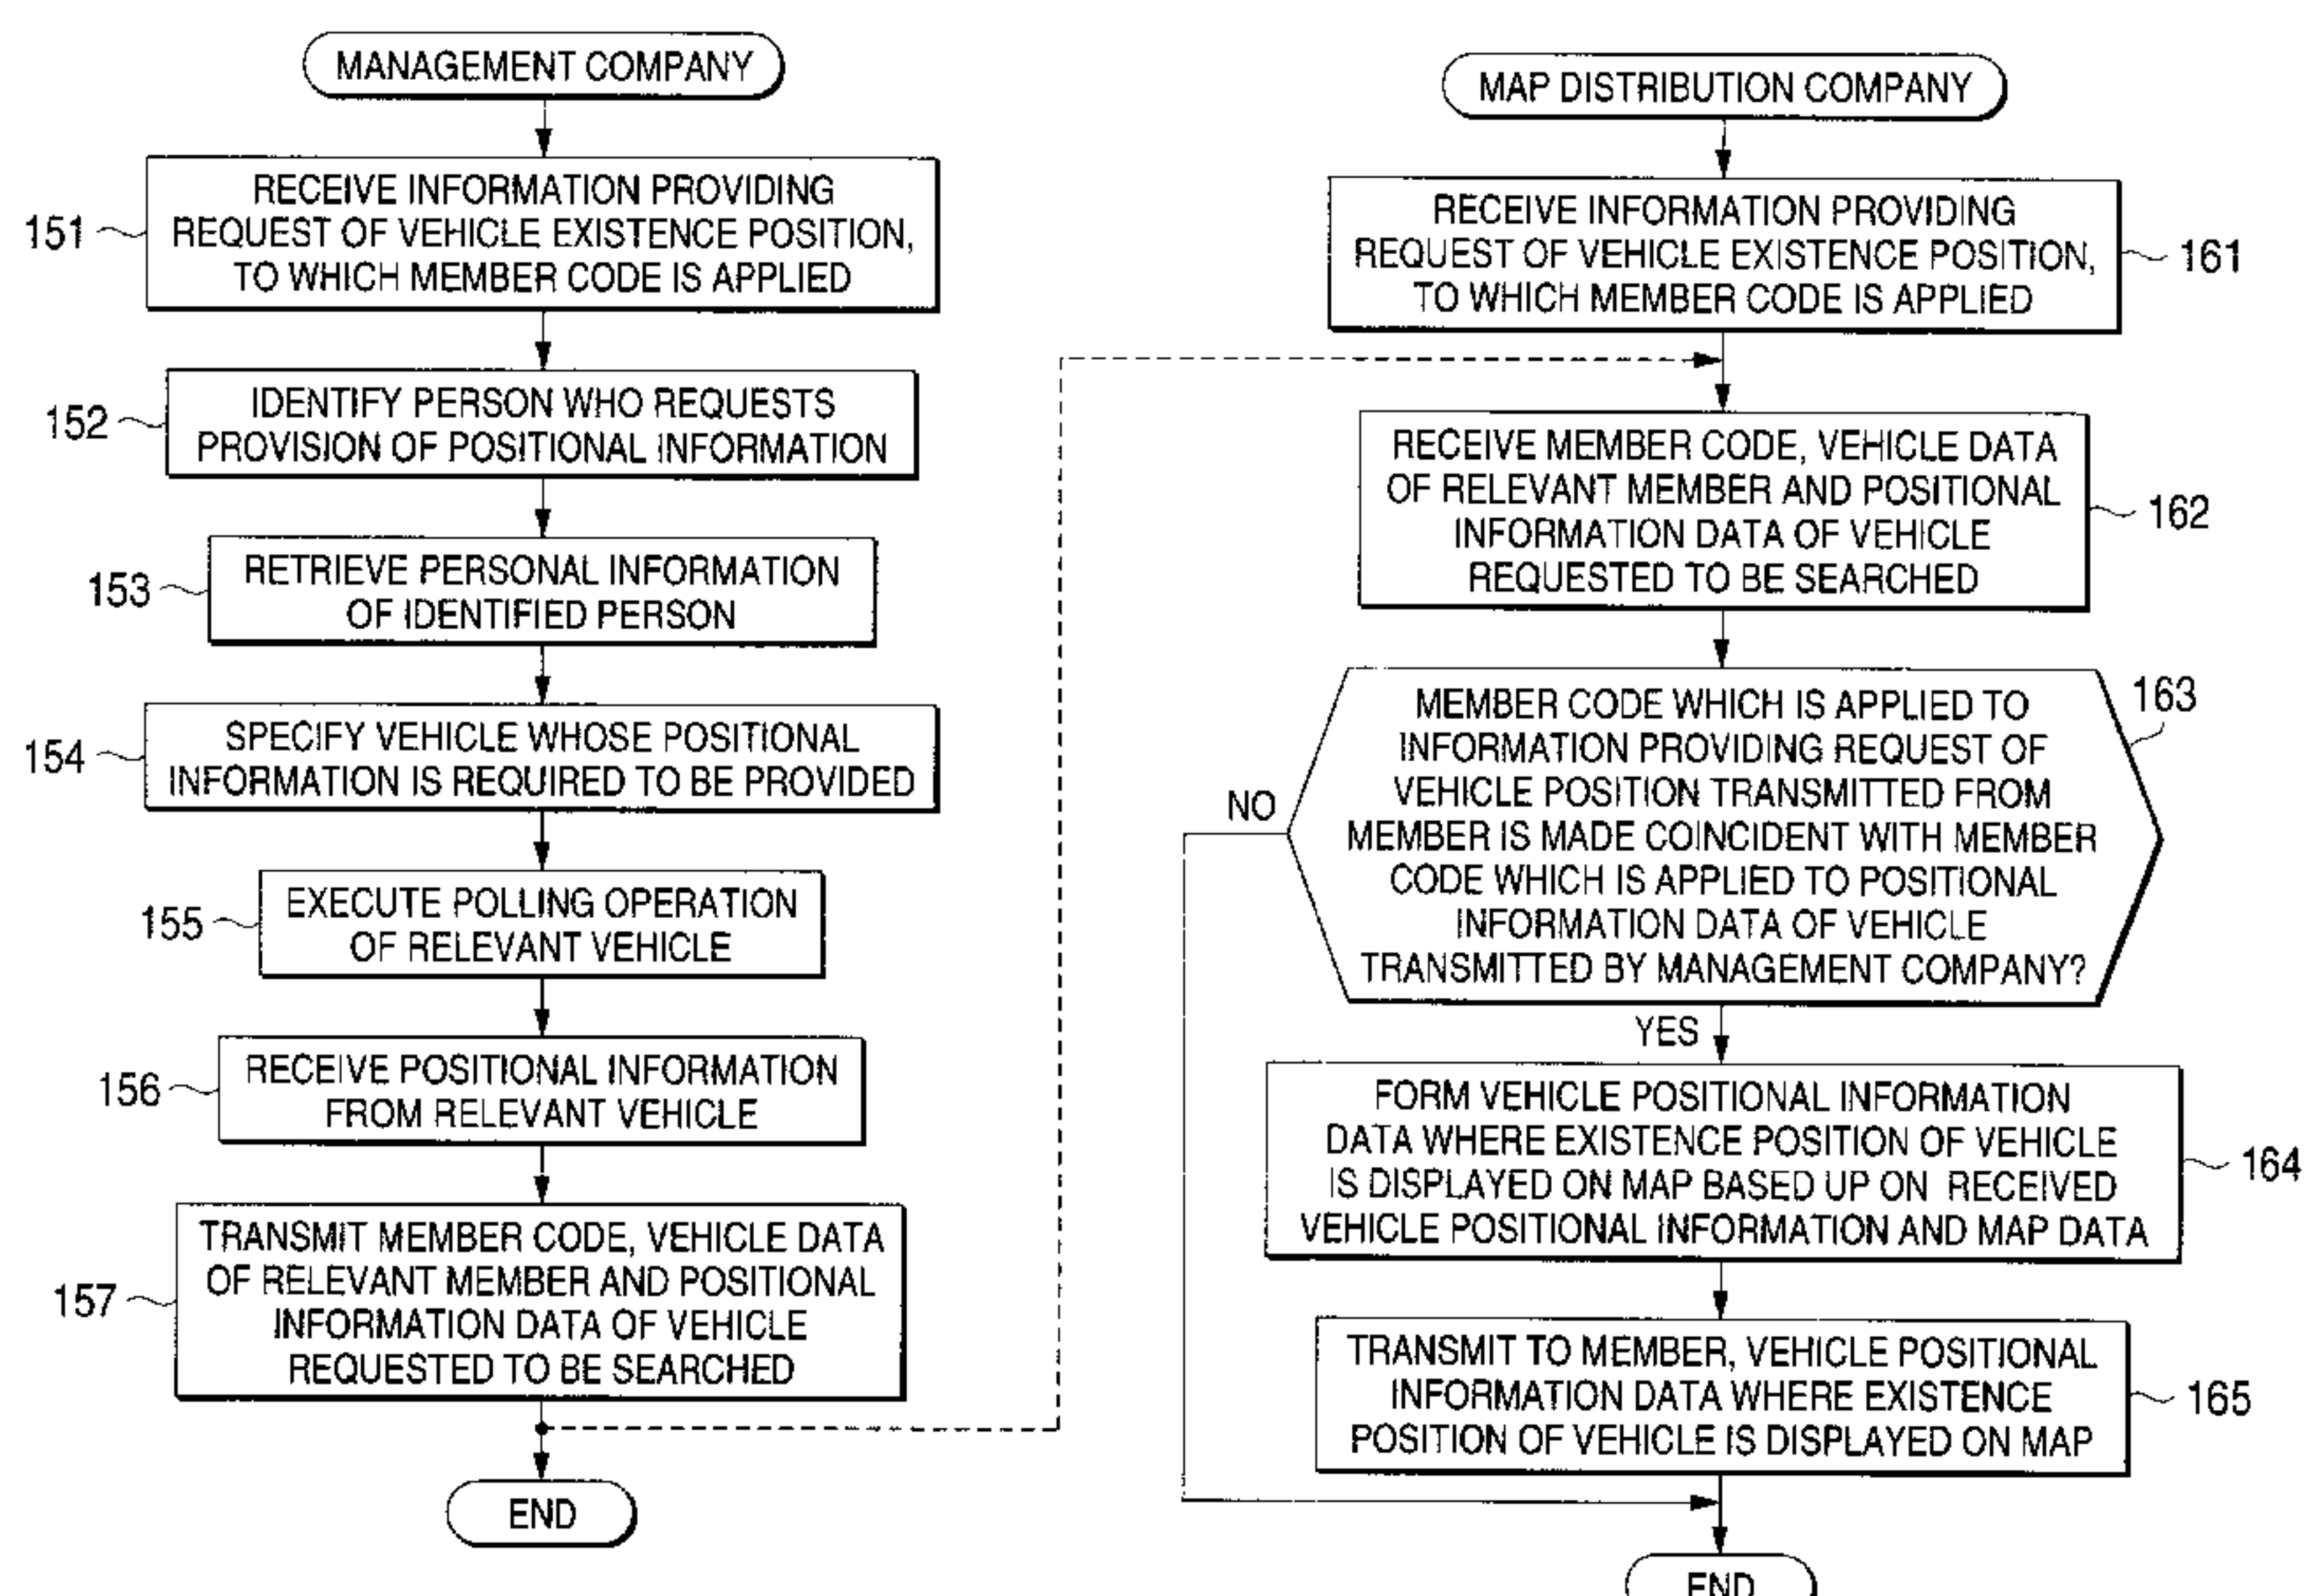 MANAGEMENT COMPANY
151
RECEIVE INFORMATION PROVIDING
REQUEST OF VEHICLE EXISTENCE POSITION,
TO WHICH MEMBER CODE IS APPLIED
152
IDENTIFY PERSON WHO REQUESTS
PROVISION OF POSITIONAL INFORMATION
153
RETRIEVE PERSONAL INFORMATION
OF IDENTIFIED PERSON
154
SPECIFY VEHICLE WHOSE POSITIONAL
INFORMATION IS REQUIRED TO BE PROVIDED
155
EXECUTE POLLING OPERATION
OF RELEVANT VEHICLE
156
RECEIVE POSITIONAL INFORMATION
FROM RELEVANT VEHICLE
157
TRANSMIT MEMBER CODE, VEHICLE DATA
OF RELEVANT MEMBER AND POSITIONAL
INFORMATION DATA OF VEHICLE
REQUESTED TO BE SEARCHED
END
MAP DISTRIBUTION COMPANY
RECEIVE INFORMATION PROVIDING
REQUEST OF VEHICLE EXISTENCE POSITION,
TO WHICH MEMBER CODE IS APPLIED
161
RECEIVE MEMBER CODE, VEHICLE DATA
OF RELEVANT MEMBER AND POSITIONAL
INFORMATION DATA OF VEHICLE
REQUESTED TO BE SEARCHED
162
MEMBER CODE WHICH IS APPLIED TO
INFORMATION PROVIDING REQUEST OF
VEHICLE POSITION TRANSMITTED FROM
MEMBER IS MADE COINCIDENT WITH MEMBER
CODE WHICH IS APPLIED TO POSITIONAL
INFORMATION DATA OF VEHICLE
TRANSMITTED BY MANAGEMENT COMPANY?
163
NO
YES
FORM VEHICLE POSITIONAL INFORMATION
DATA WHERE EXISTENCE POSITION OF VEHICLE
IS DISPLAYED ON MAP BASED UP ON RECEIVED
VEHICLE POSITIONAL INFORMATION AND MAP DATA
164
TRANSMIT TO MEMBER, VEHICLE POSITIONAL
INFORMATION DATA WHERE EXISTENCE
POSITION OF VEHICLE IS DISPLAYED ON MAP
165
END